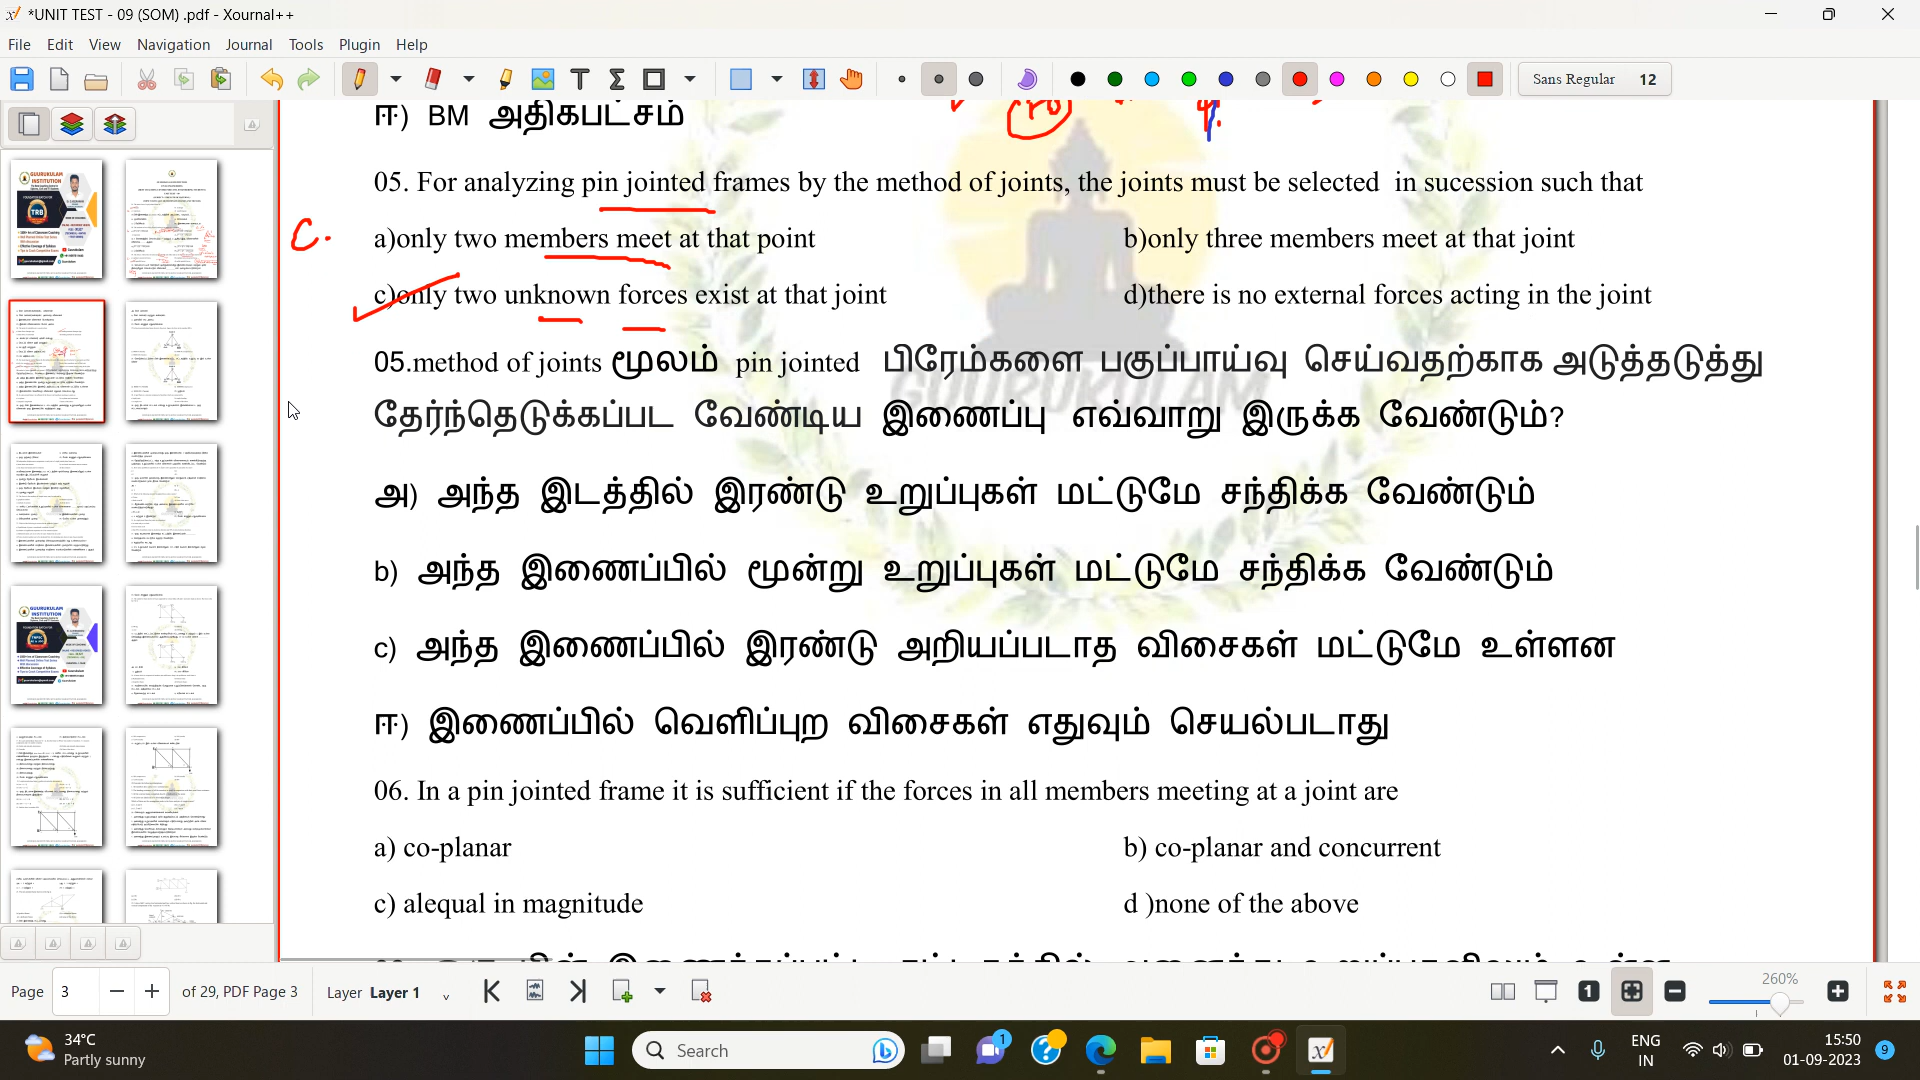 *UNIT TEST - 09 (SOM) .pdf - Xournal++
File Edit View Navigation Journal Tools Plugin Help
Sans Regular 12
ஈ) BM அதிகபட்சம்
05. For analyzing pin jointed frames by the method of joints, the joints must be selected in sucession such that
C.
a)only two members meet at that point
b)only three members meet at that joint
c)only two unknown forces exist at that joint
d)there is no external forces acting in the joint
05.method of joints மூலம் pin jointed பிரேம்களை பகுப்பாய்வு செய்வதற்காக அடுத்தடுத்து
தேர்ந்தெடுக்கப்பட வேண்டிய இணைப்பு எவ்வாறு இருக்க வேண்டும்?
அ) அந்த இடத்தில் இரண்டு உறுப்புகள் மட்டுமே சந்திக்க வேண்டும்
b) அந்த இணைப்பில் மூன்று உறுப்புகள் மட்டுமே சந்திக்க வேண்டும்
c) அந்த இணைப்பில் இரண்டு அறியப்படாத விசைகள் மட்டுமே உள்ளன
ஈ) இணைப்பில் வெளிப்புற விசைகள் எதுவும் செயல்படாது
06. In a pin jointed frame it is sufficient if the forces in all members meeting at a joint are
a) co-planar
b) co-planar and concurrent
c) alequal in magnitude
d )none of the above
GUURUKULAM
Page 3 of 29, PDF Page 3 Layer Layer 1
260%
34°C
Partly sunny
Search
ENG
IN
15:50
01-09-2023
9